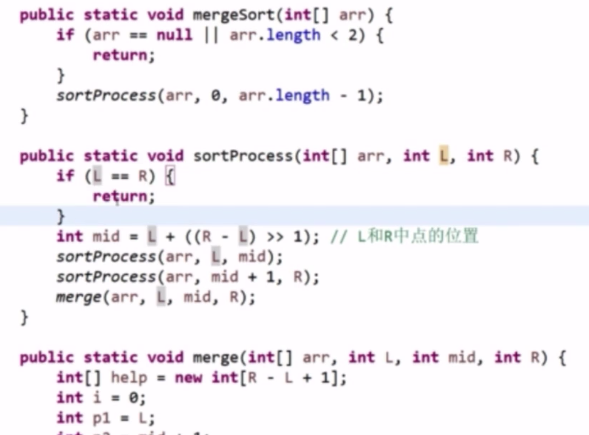 public static void mergeSort(int[] arr) {
if (arr == null || arr.length < 2) {
return;
}
sortProcess(arr, 0, arr.length - 1);
}
public static void sortProcess(int[] arr, int L, int R) {
if (L == R) {
return;
}
int mid = L + ((R - L) >> 1); // L和R中点的位置
sortProcess(arr, L, mid);
sortProcess(arr, mid + 1, R);
merge(arr, L, mid, R);
}
public static void merge(int[] arr, int L, int mid, int R) {
int[] help = new int[R - L + 1];
int i = 0;
int p1 = L;